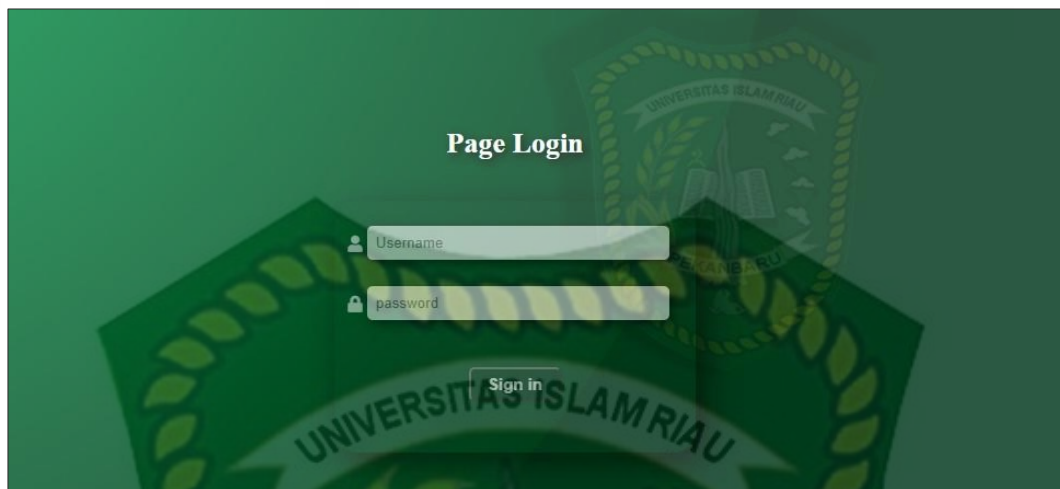 UNIVERSITAS ISLAM RIAU
PEKANBARU
Page Login
Username
password
Sign in
UNIVERSITAS ISLAM RIAU